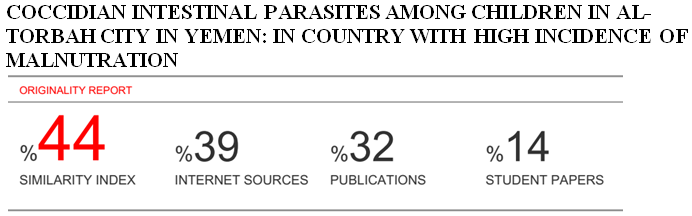 COCCIDIAN INTESTINAL PARASITES AMONG CHILDREN IN AL-
TORBAH CITY IN YEMEN: IN COUNTRY WITH HIGH INCIDENCE OF
MALNUTRATION
ORIGINALITY REPORT
%44 %39 %32 %14
SIMILARITY INDEX INTERNET SOURCES PUBLICATIONS STUDENT PAPERS